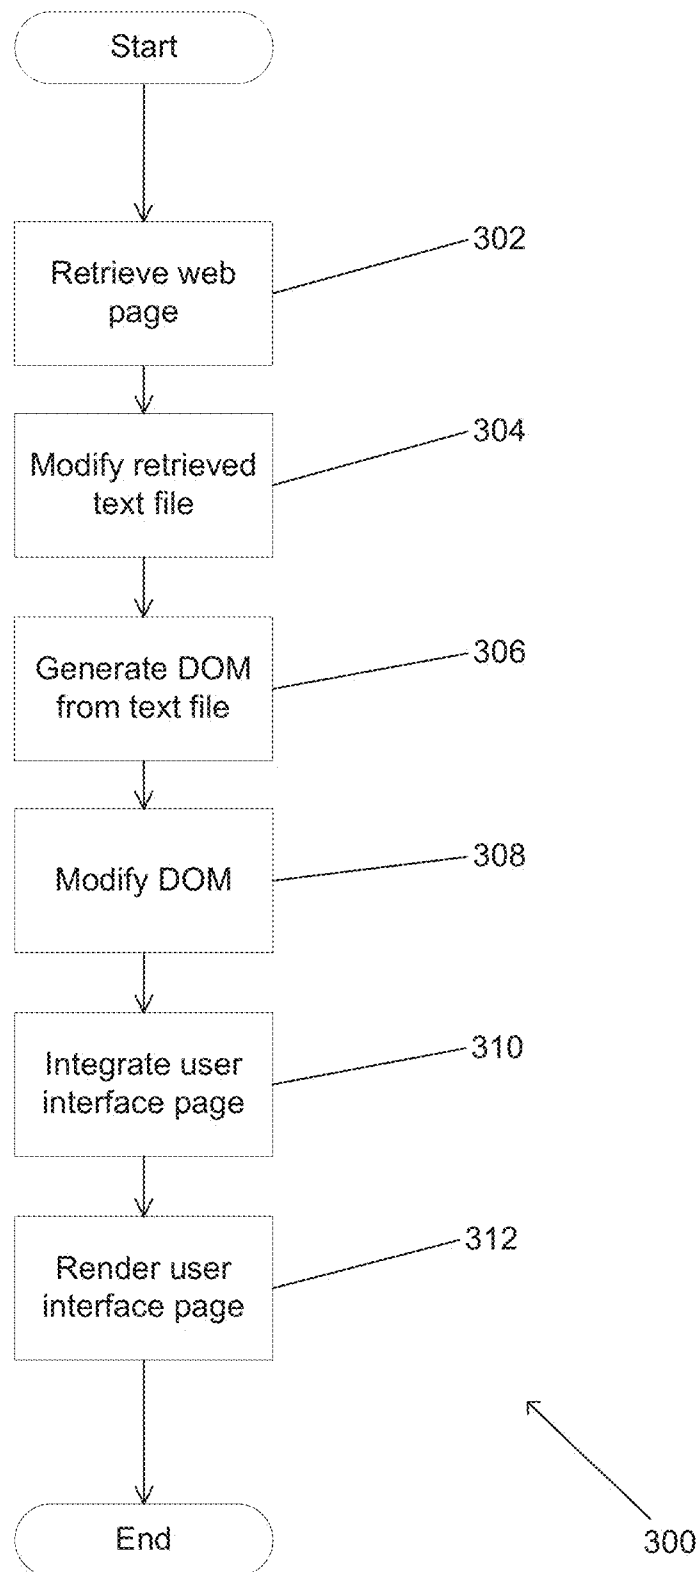 Start
302
Retrieve web
page
304
Modify retrieved
text file
306
Generate DOM
from text file
308
Modify DOM
310
Integrate user
interface page
312
Render user
interface page
End
300